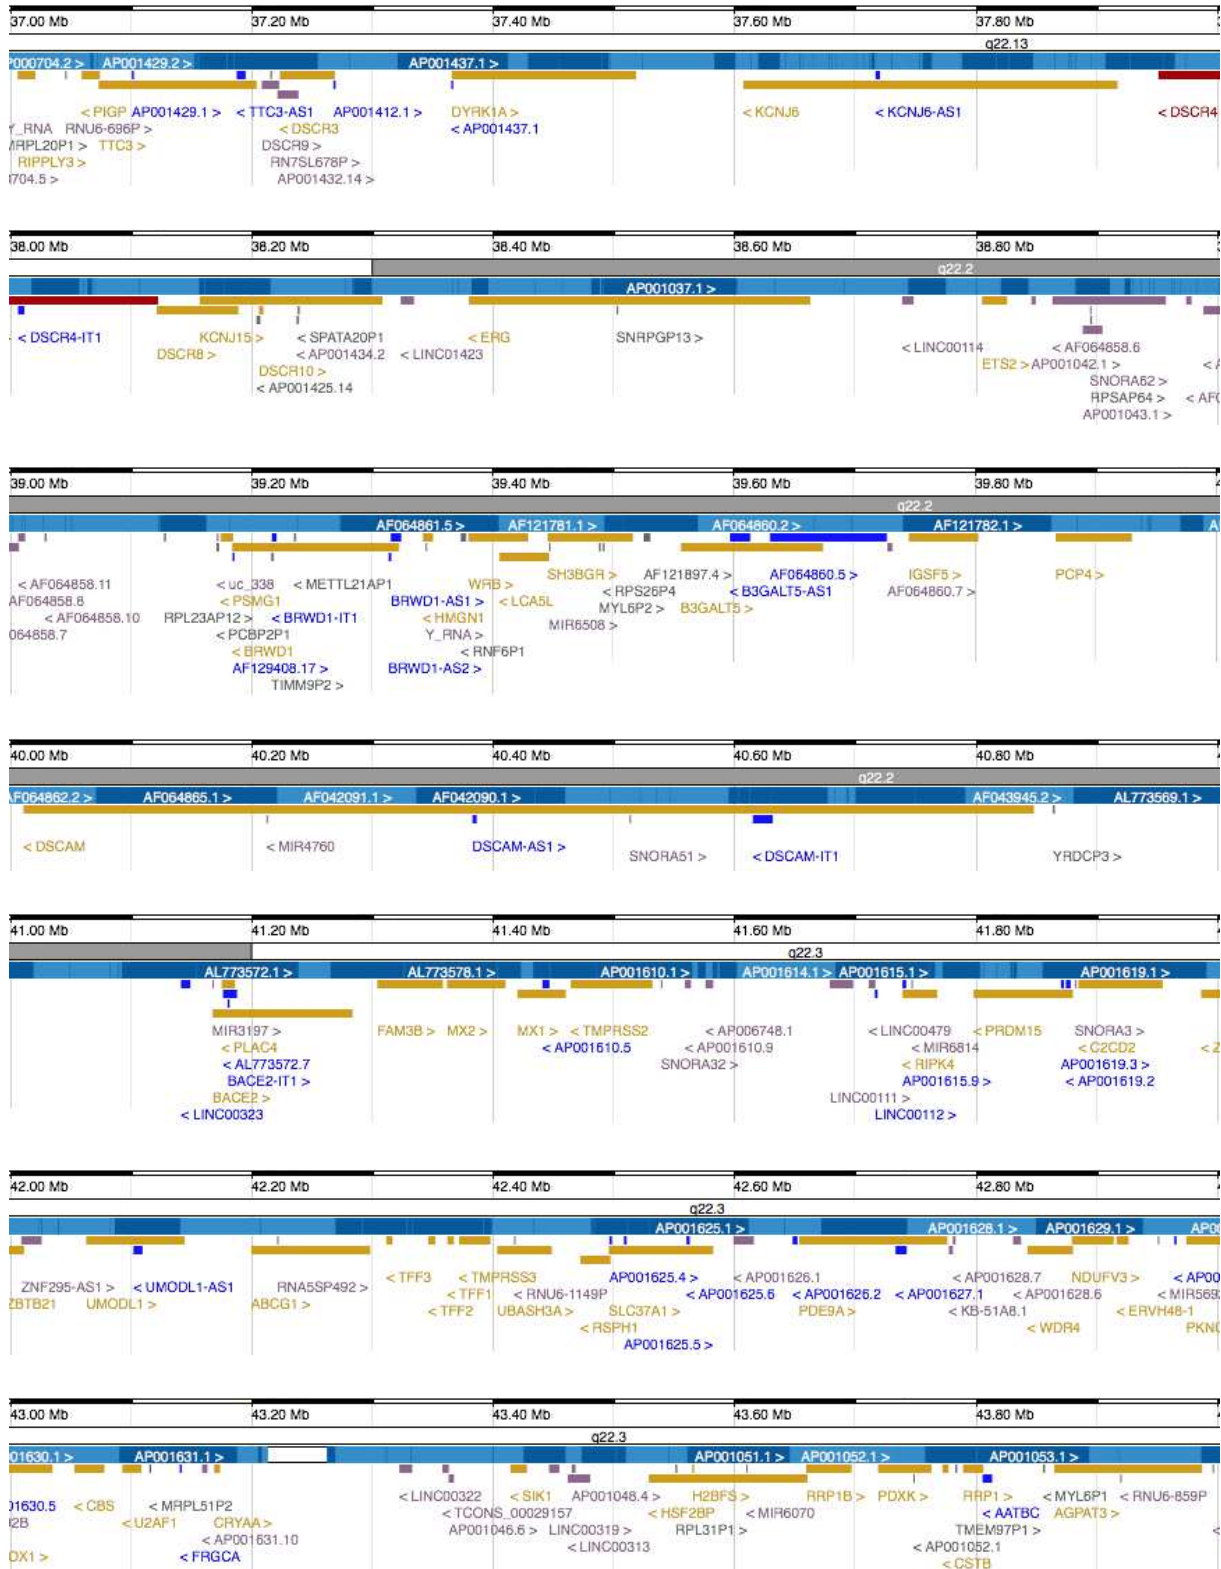 37.00 Mb 37.20 Mb 37.40 Mb 37.60 Mb 37.80 Mb
q22.13
P000704.2 > AP001429.2 > AP001437.1 >
< PIGP AP001429.1 > < TTC3-AS1 AP001412.1 > DYRK1A > < KCNJ6 < KCNJ6-AS1 < DSCR4
Y_RNA RNU6-696P > < DSCR3 < AP001437.1
MRPL20P1 > TTC3 > DSCR9 >
RIPPLY3 > RN7SL678P >
0704.5 > AP001432.14 >
38.00 Mb 38.20 Mb 38.40 Mb 38.60 Mb 38.80 Mb
q22.2
AP001037.1 >
< DSCR4-IT1 KCNJ15 > < SPATA20P1 < ERG SNRPGP13 > < LINC00114 < AF064858.6
DSCR8 > < AP001434.2 < LINC01423 ETS2 > AP001042.1 >
DSCR10 > SNORA62 >
< AP001425.14 RPSAP64 >
AP001043.1 >
39.00 Mb 39.20 Mb 39.40 Mb 39.60 Mb 39.80 Mb
q22.2
AF064861.5 > AF121781.1 > AF064860.2 > AF121782.1 >
< AF064858.11 < uc_338 < METTL21AP1 WRB > SH3BGR > AF121897.4 > AF064860.5 > IGSF5 > PCP4 >
AF064858.8 < PSMG1 BRWD1-AS1 > < LCA5L < RPS26P4 < B3GALT5-AS1 AF064860.7 >
< AF064858.10 RPL23AP12 > < BRWD1-IT1 < HMGN1 MYL6P2 > B3GALT5 >
064858.7 < PCBP2P1 Y_RNA > MIR6508 >
< BRWD1 < RNF6P1
AF129408.17 > BRWD1-AS2 >
TIMM9P2 >
40.00 Mb 40.20 Mb 40.40 Mb 40.60 Mb 40.80 Mb
q22.2
AF064862.2 > AF064865.1 > AF042091.1 > AF042090.1 > AF043945.2 > AL773569.1 >
< DSCAM < MIR4760 DSCAM-AS1 > SNORA51 > < DSCAM-IT1 YRDCP3 >
41.00 Mb 41.20 Mb 41.40 Mb 41.60 Mb 41.80 Mb
q22.3
AL773572.1 > AL773578.1 > AP001610.1 > AP001614.1 > AP001615.1 > AP001619.1 >
MIR3197 > FAM3B > MX2 > MX1 > < TMPRSS2 < AP006748.1 < LINC00479 < PRDM15 SNORA3 >
< PLAC4 < AP001610.5 < AP001610.9 < MIR6814 < C2CD2
< AL773572.7 SNORA32 > < RIPK4 AP001619.3 >
BACE2-IT1 > AP001615.9 > < AP001619.2
BACE2 > LINC00111 >
< LINC00323 LINC00112 >
42.00 Mb 42.20 Mb 42.40 Mb 42.60 Mb 42.80 Mb
q22.3
AP001625.1 > AP001628.1 > AP001629.1 >
ZNF295-AS1 > < UMODL1-AS1 RNA5SP492 > < TFF3 < TMPRSS3 AP001625.4 > < AP001626.1 < AP001628.7 NDUFV3 >
ZBTB21 UMODL1 > ABCG1 > < TFF1 < RNU6-1149P < AP001625.6 < AP001626.2 < AP001627.1 < AP001628.6
< TFF2 UBASH3A > SLC37A1 > PDE9A > < KB-51A8.1 < ERVH48-1
< RSPH1 < WDR4
AP001625.5 >
43.00 Mb 43.20 Mb 43.40 Mb 43.60 Mb 43.80 Mb
q22.3
01630.1 > AP001631.1 > AP001051.1 > AP001052.1 > AP001053.1 >
01630.5 < CBS < MRPL51P2 < LINC00322 < SIK1 AP001048.4 > H2BFS > RRP1B > PDXK > RRP1 > < MYL6P1 < RNU6-859P
< U2AF1 CRYAA > < TCONS_00029157 < HSF2BP < MIR6070 < AATBC AGPAT3 >
< AP001631.10 AP001046.6 > LINC00319 > RPL31P1 > TMEM97P1 >
DX1 > < FRGCA < LINC00313 < AP001052.1
< CSTB